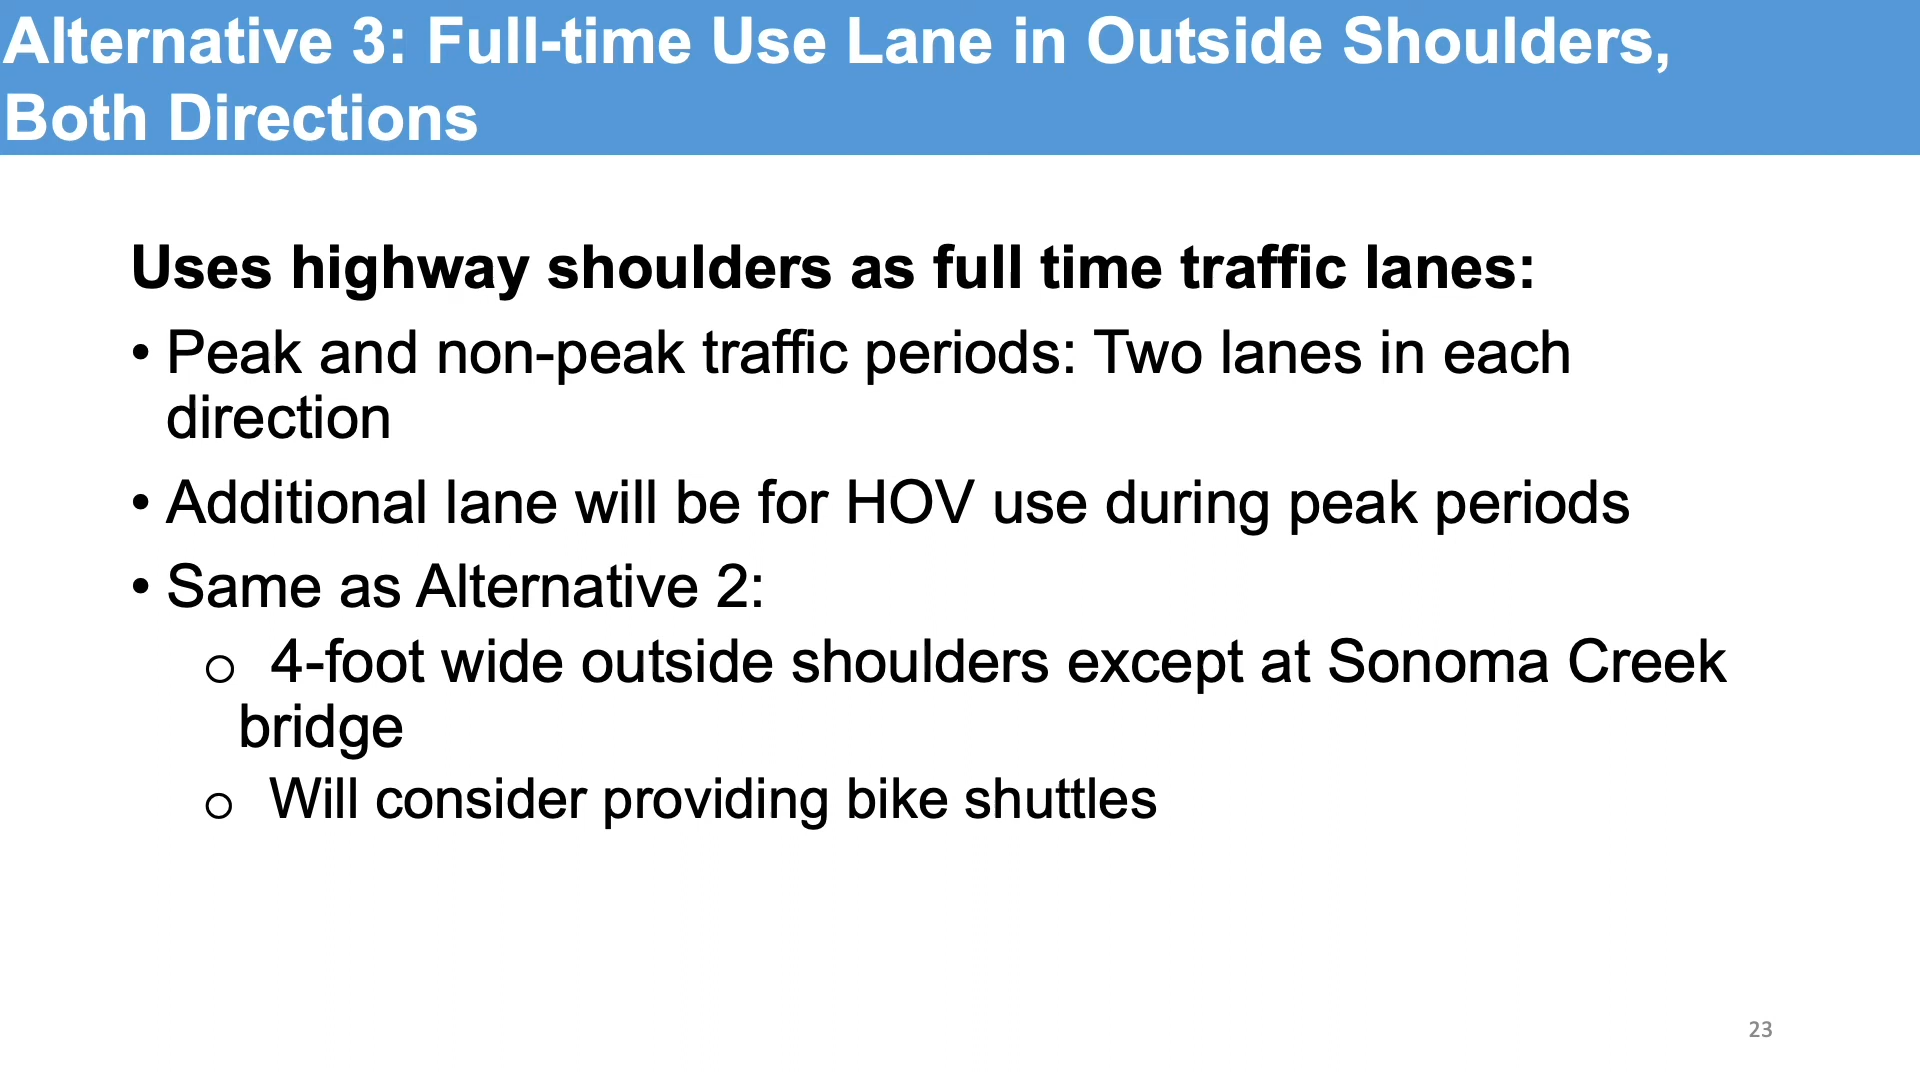 Alternative 3: Full-time Use Lane in Outside Shoulders,
Both Directions
Uses highway shoulders as full time traffic lanes:
• Peak and non-peak traffic periods: Two lanes in each
direction
• Additional lane will be for HOV use during peak periods
• Same as Alternative 2:
o 4-foot wide outside shoulders except at Sonoma Creek
bridge
o Will consider providing bike shuttles
23